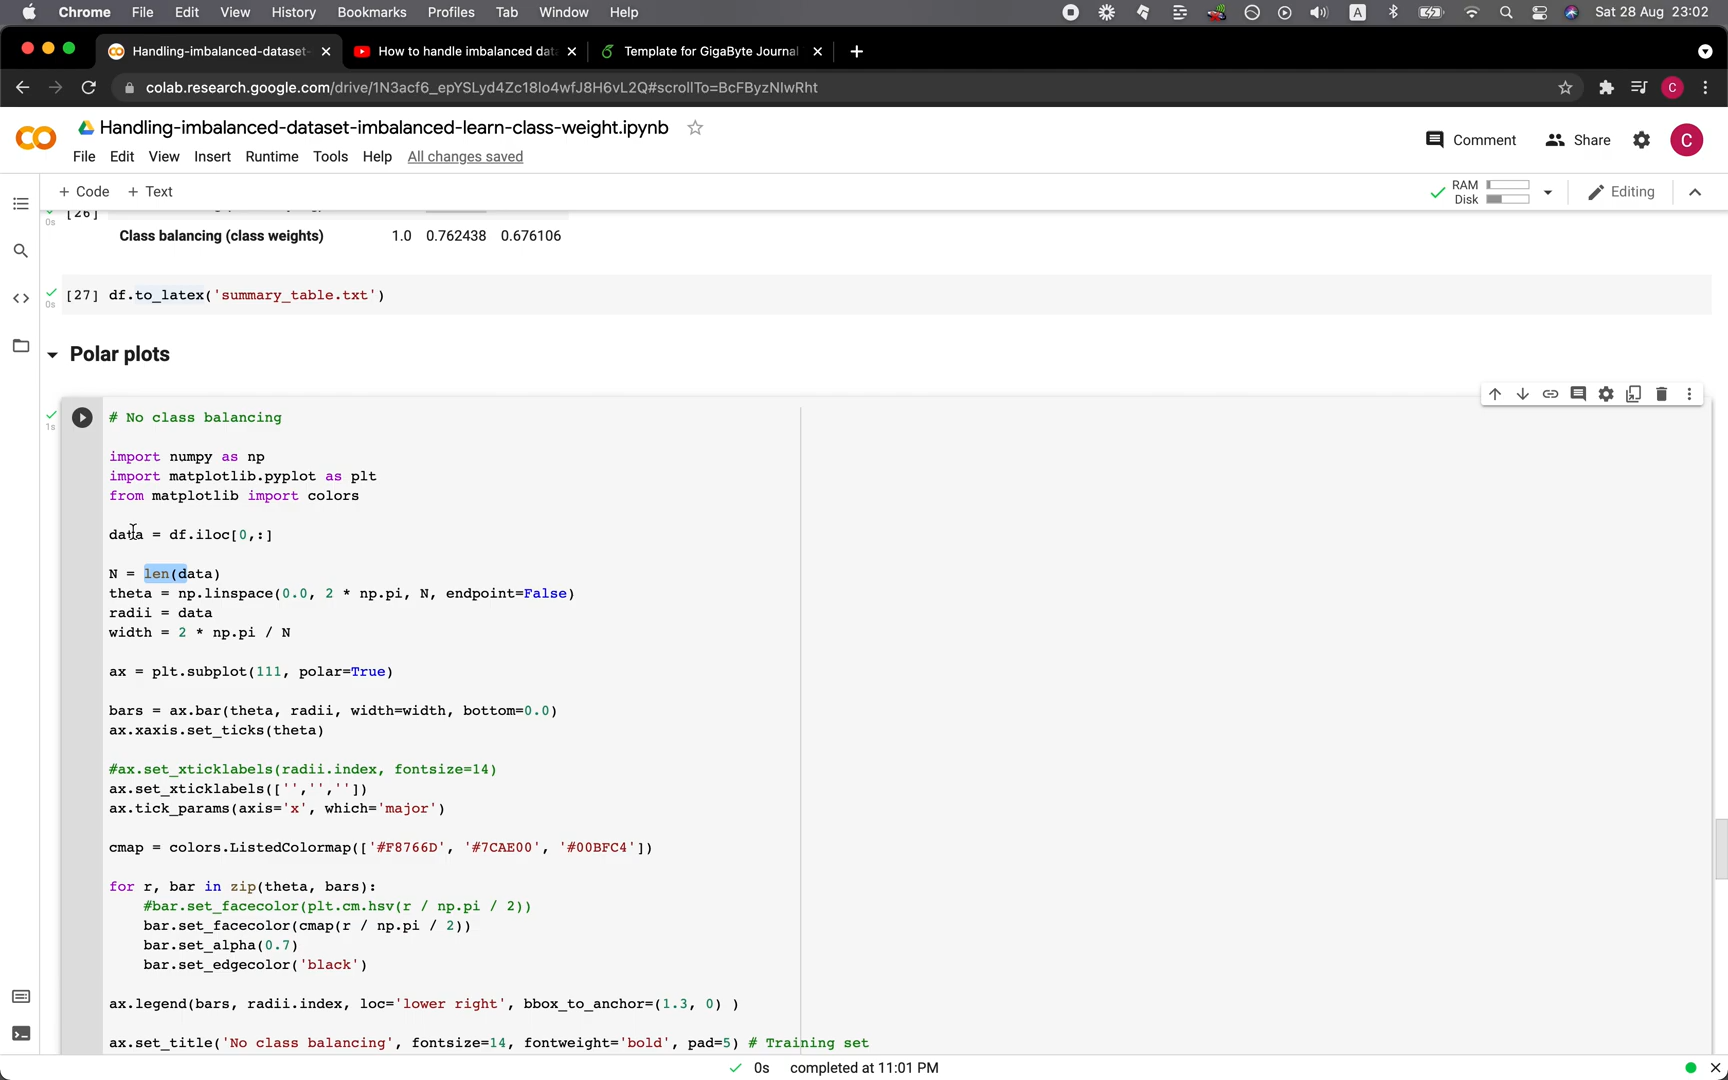 Chrome File Edit View History Bookmarks Profiles Tab Window Help A Sat 28 Aug 23:02
Handling-imbalanced-dataset- How to handle imbalanced dat Template for GigaByte Journal
colab.research.google.com/drive/1N3acf6_epYSLyd4Zc18lo4wfJ8H6vL2Q#scrollTo=BcFByzNlwRht C
Handling-imbalanced-dataset-imbalanced-learn-class-weight.ipynb Comment Share C
File Edit View Insert Runtime Tools Help All changes saved
+ Code + Text RAM Disk Editing
0s [26]
Class balancing (class weights) 1.0 0.762438 0.676106
[27] df.to_latex('summary_table.txt')
0s
Polar plots
# No class balancing
1s
import numpy as np
import matplotlib.pyplot as plt
from matplotlib import colors
data = df.iloc[0,:]
N = len(data)
theta = np.linspace(0.0, 2 * np.pi, N, endpoint=False)
radii = data
width = 2 * np.pi / N
ax = plt.subplot(111, polar=True)
bars = ax.bar(theta, radii, width=width, bottom=0.0)
ax.xaxis.set_ticks(theta)
#ax.set_xticklabels(radii.index, fontsize=14)
ax.set_xticklabels(['','',''])
ax.tick_params(axis='x', which='major')
cmap = colors.ListedColormap(['#F8766D', '#7CAE00', '#00BFC4'])
for r, bar in zip(theta, bars):
#bar.set_facecolor(plt.cm.hsv(r / np.pi / 2))
bar.set_facecolor(cmap(r / np.pi / 2))
bar.set_alpha(0.7)
bar.set_edgecolor('black')
ax.legend(bars, radii.index, loc='lower right', bbox_to_anchor=(1.3, 0) )
ax.set_title('No class balancing', fontsize=14, fontweight='bold', pad=5) # Training set
0s completed at 11:01 PM